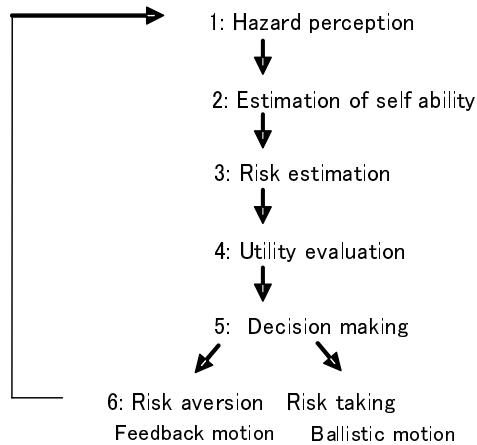 1: Hazard perception
2: Estimation of self ability
3: Risk estimation
4: Utility evaluation
5: Decision making
6: Risk aversion Risk taking
Feedback motion Ballistic motion